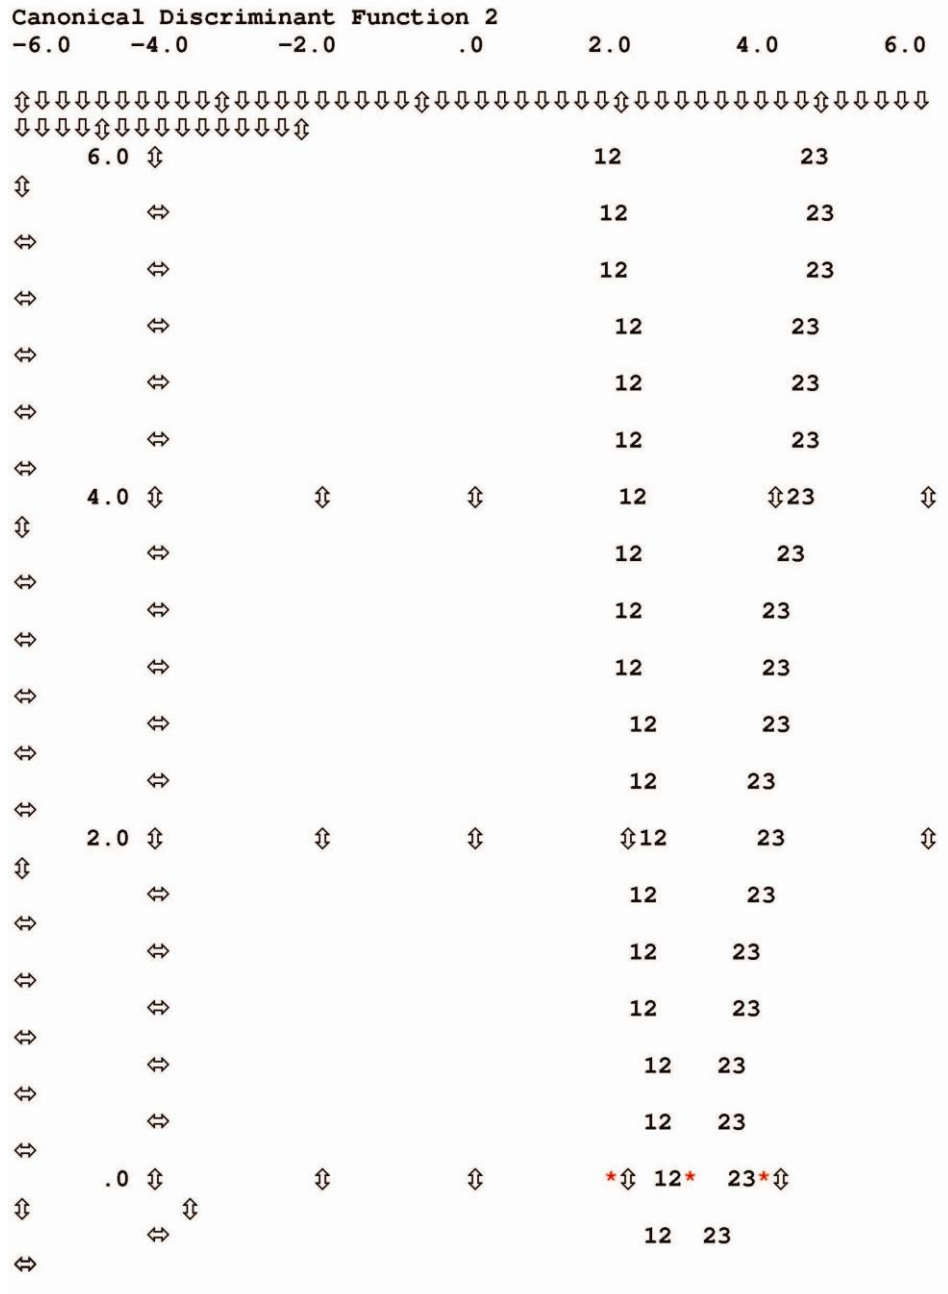 Canonical Discriminant Function 2
-6.0 -4.0 -2.0 .0 2.0 4.0 6.0
⇕⇩⇩⇩⇩⇩⇩⇩⇩⇩⇕⇩⇩⇩⇩⇩⇩⇩⇩⇩⇕⇩⇩⇩⇩⇩⇩⇩⇩⇩⇕⇩⇩⇩⇩⇩⇩⇩⇩⇩⇕⇩⇩⇩⇩⇩
⇩⇩⇩⇩⇕⇩⇩⇩⇩⇩⇩⇩⇩⇩⇕
6.0 ⇕ 12 23
⇕
⇔ 12 23
⇔
⇔ 12 23
⇔
⇔ 12 23
⇔
⇔ 12 23
⇔
⇔ 12 23
⇔
4.0 ⇕ ⇕ ⇕ 12 ⇕23 ⇕
⇕
⇔ 12 23
⇔
⇔ 12 23
⇔
⇔ 12 23
⇔
⇔ 12 23
⇔
⇔ 12 23
⇔
2.0 ⇕ ⇕ ⇕ ⇕12 23 ⇕
⇕
⇔ 12 23
⇔
⇔ 12 23
⇔
⇔ 12 23
⇔
⇔ 12 23
⇔
⇔ 12 23
⇔
.0 ⇕ ⇕ ⇕ *⇕ 12* 23*⇕
⇕ ⇕
⇔ 12 23
⇔